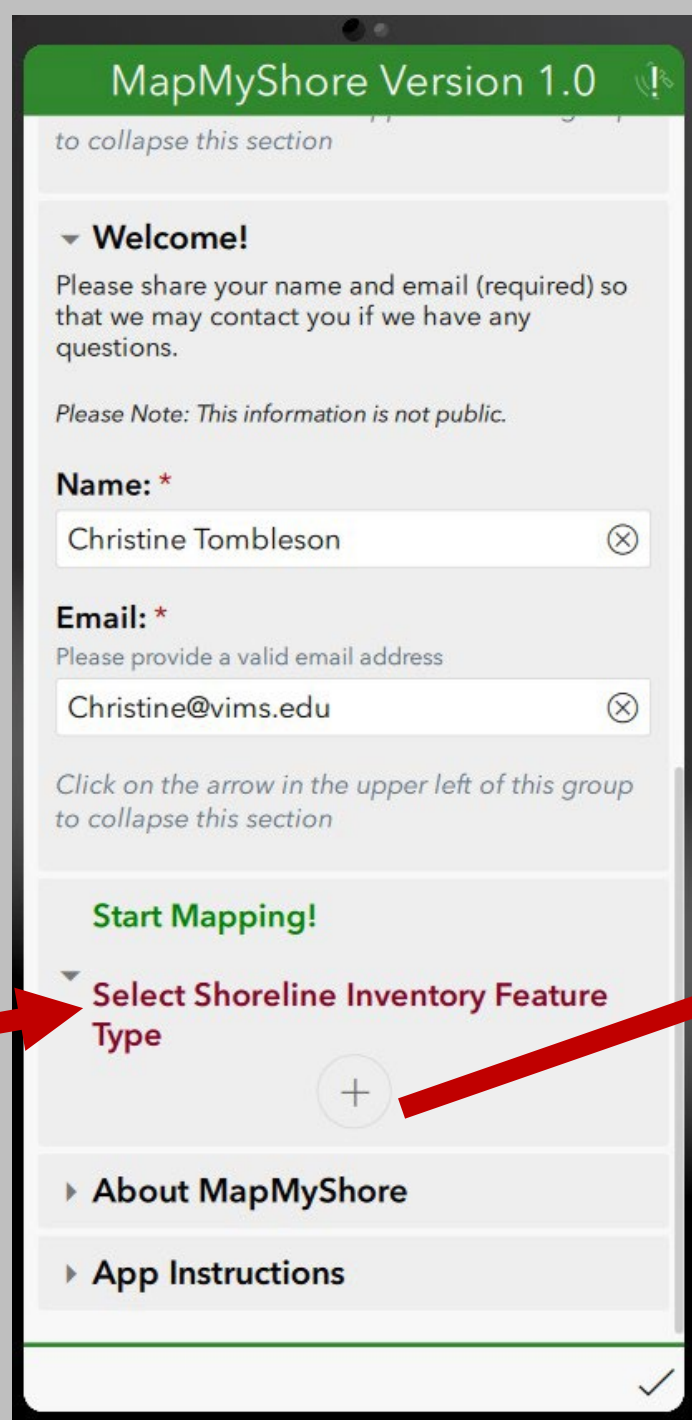 MapMyShore Version 1.0
to collapse this section
Welcome!
Please share your name and email (required) so
that we may contact you if we have any
questions.
Please Note: This information is not public.
Name: *
Christine Tombleson
Email: *
Please provide a valid email address
Christine@vims.edu
Click on the arrow in the upper left of this group
to collapse this section
Start Mapping!
Select Shoreline Inventory Feature
Type
About MapMyShore
App Instructions